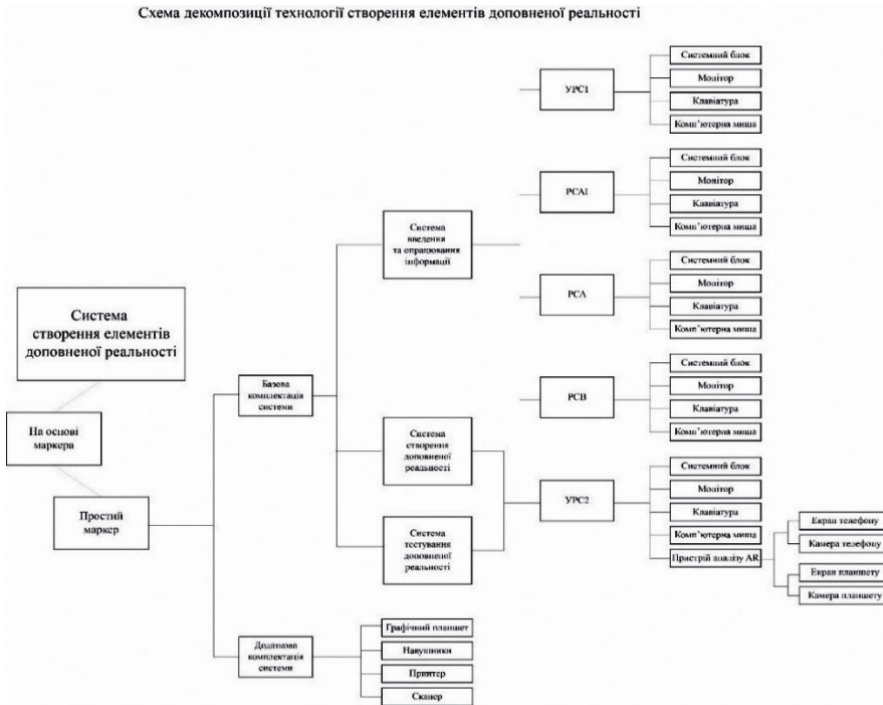 Схема декомпозиції технології створення елементів доповненої реальності
Система
створення елементів
доповненої реальності
На основі
маркера
Простий
маркер
Базова
комплектація
системи
Додаткова
комплектація
системи
Система
введення
та опрацювання
інформації
Система
створення
доповненої
реальності
Система
тестування
доповненої
реальності
Графічний планшет
Навушники
Принтер
Сканер
УРС1
Системний блок
Монітор
Клавіатура
Комп'ютерна миша
РСАІ
Системний блок
Монітор
Клавіатура
Комп'ютерна миша
РСА
Системний блок
Монітор
Клавіатура
Комп'ютерна миша
РСВ
Системний блок
Монітор
Клавіатура
Комп'ютерна миша
УРС2
Системний блок
Монітор
Клавіатура
Комп'ютерна миша
Пристрій аналізу AR
Екран телефону
Камера телефону
Екран планшету
Камера планшету